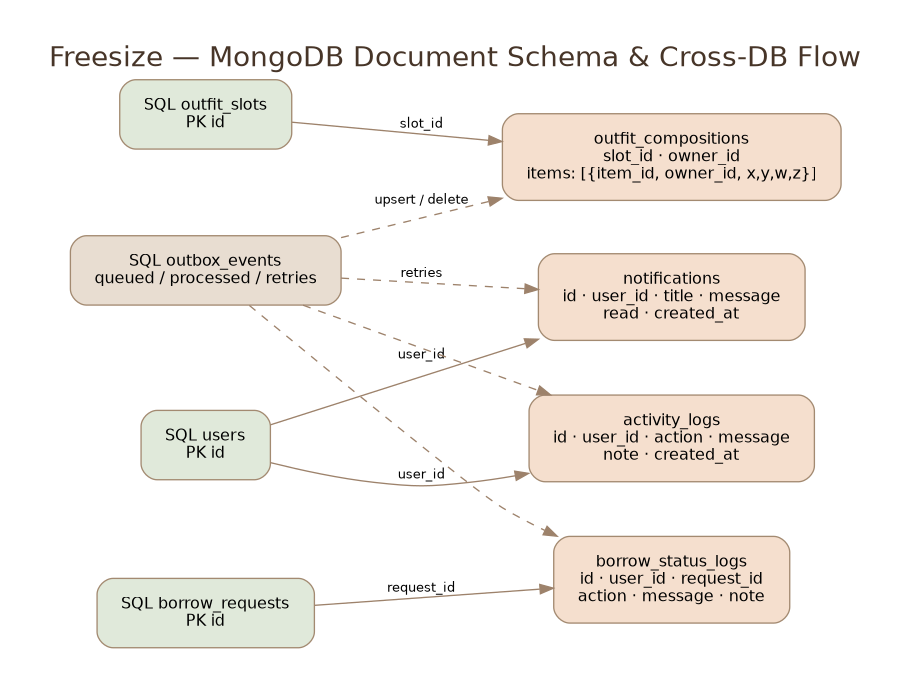 Freesize — MongoDB Document Schema & Cross-DB Flow
SQL outfit_slots
PK id
slot_id
outfit_compositions
slot_id · owner_id
items: [{item_id, owner_id, x,y,w,z}]
upsert / delete
SQL outbox_events
queued / processed / retries
retries
notifications
id · user_id · title · message
read · created_at
user_id
SQL users
PK id
user_id
activity_logs
id · user_id · action · message
note · created_at
SQL borrow_requests
PK id
request_id
borrow_status_logs
id · user_id · request_id
action · message · note